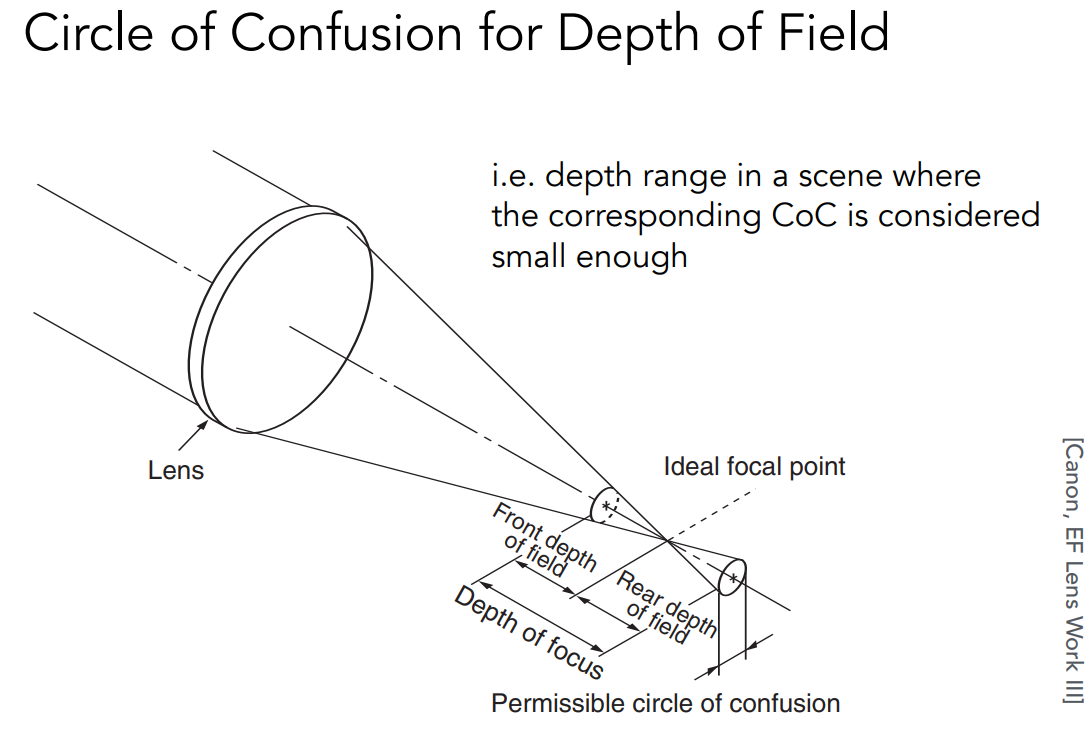 Circle of Confusion for Depth of Field
i.e. depth range in a scene where
the corresponding CoC is considered
small enough
Lens
Ideal focal point
Front depth
of field
Rear depth
of field
Depth of focus
Permissible circle of confusion
[Canon, EF Lens Work III]